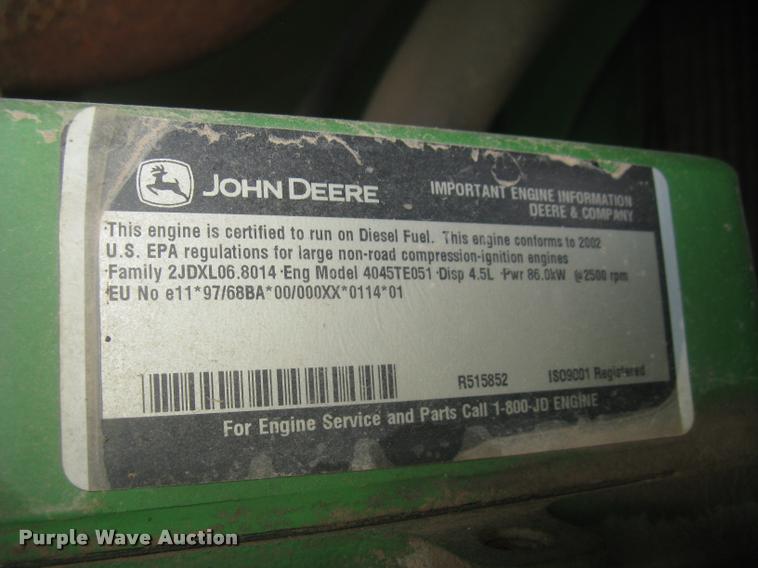 JOHN DEERE
IMPORTANT ENGINE INFORMATION
DEERE & COMPANY
This engine is certified to run on Diesel Fuel. This engine conforms to 2002
U.S. EPA regulations for large non-road compression-ignition engines
Family 2JDXL06.8014 Eng Model 4045TE051 Disp 4.5L Pwr 86.0kW @2500 rpm
EU No e11*97/68BA*00/000XX*0114*01
R515852 ISO9001 Registered
For Engine Service and Parts Call 1-800-JD ENGINE
Purple Wave Auction